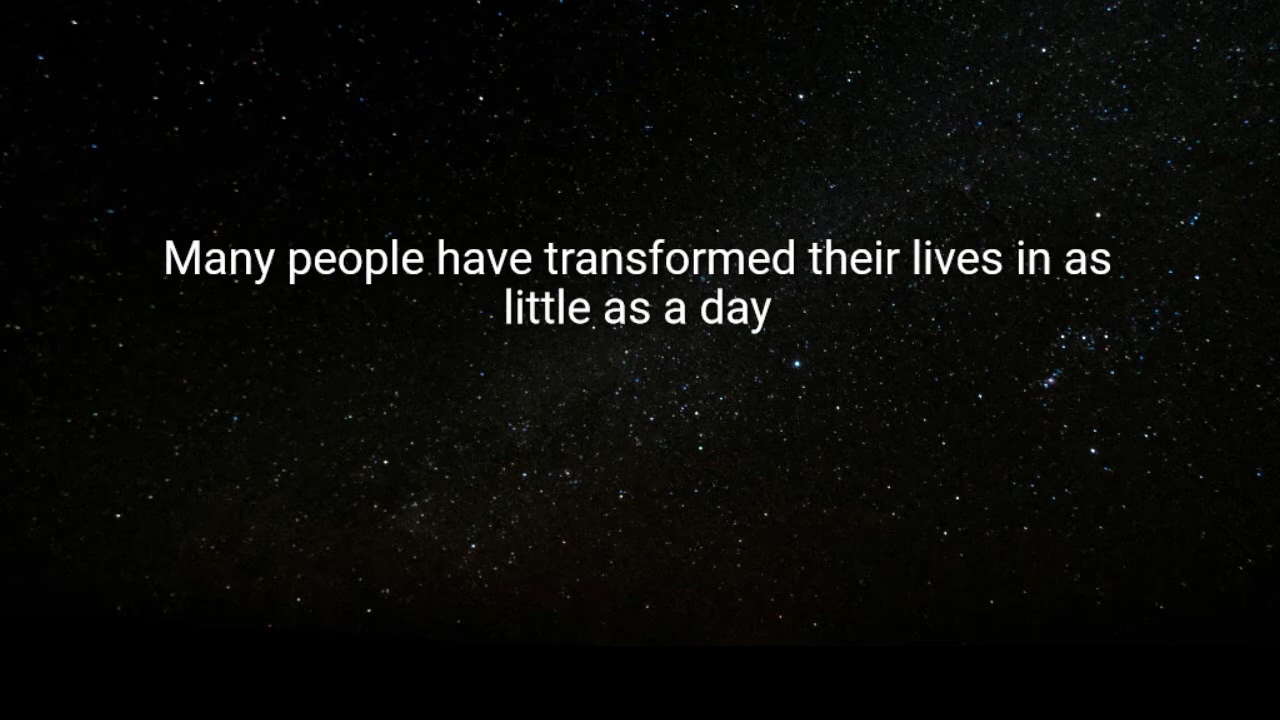 Many people have transformed their lives in as
little as a day